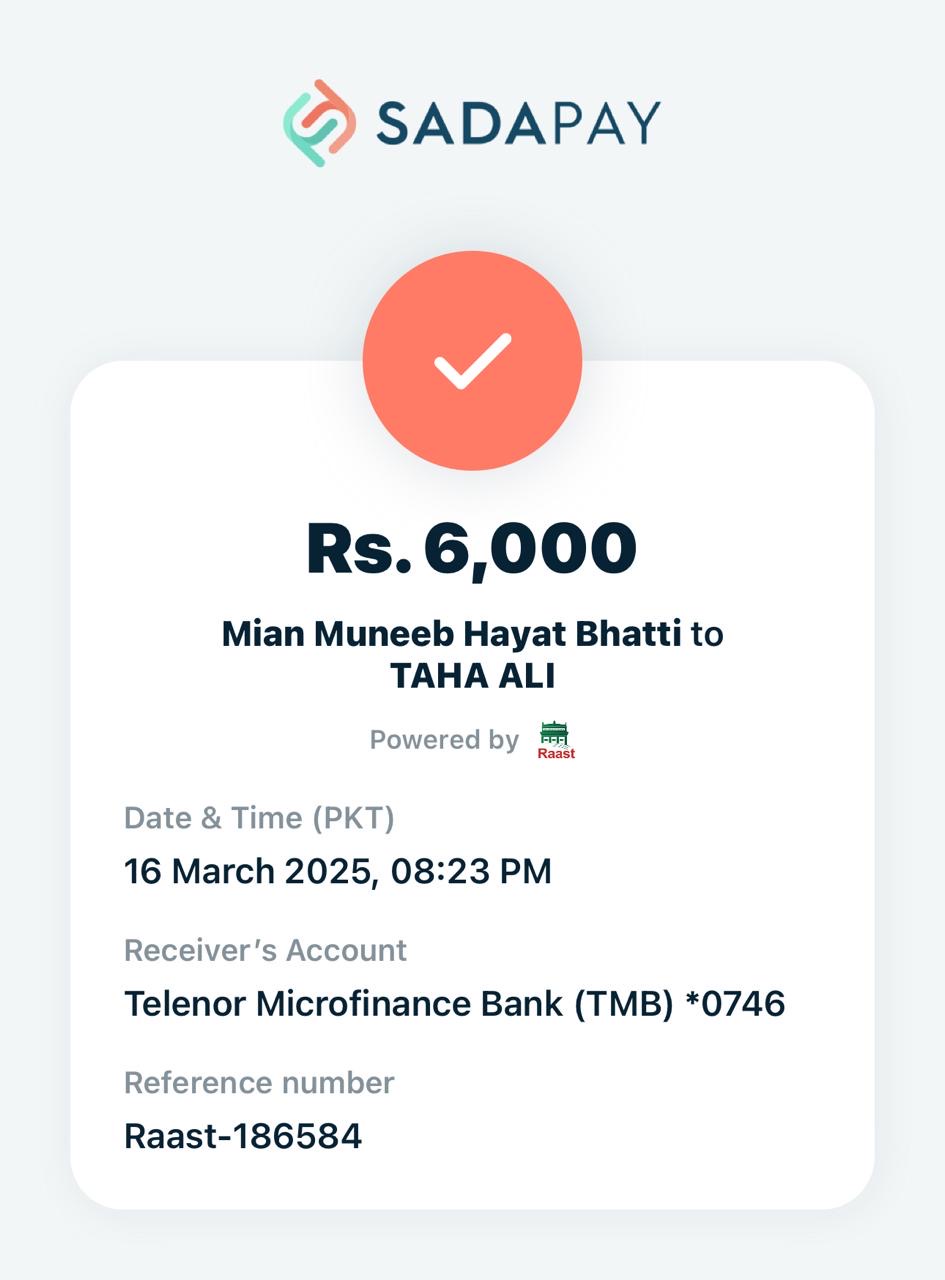 SADAPAY
Rs. 6,000
Mian Muneeb Hayat Bhatti to
TAHA ALI
Powered by Raast
Date & Time (PKT)
16 March 2025, 08:23 PM
Receiver’s Account
Telenor Microfinance Bank (TMB) *0746
Reference number
Raast-186584